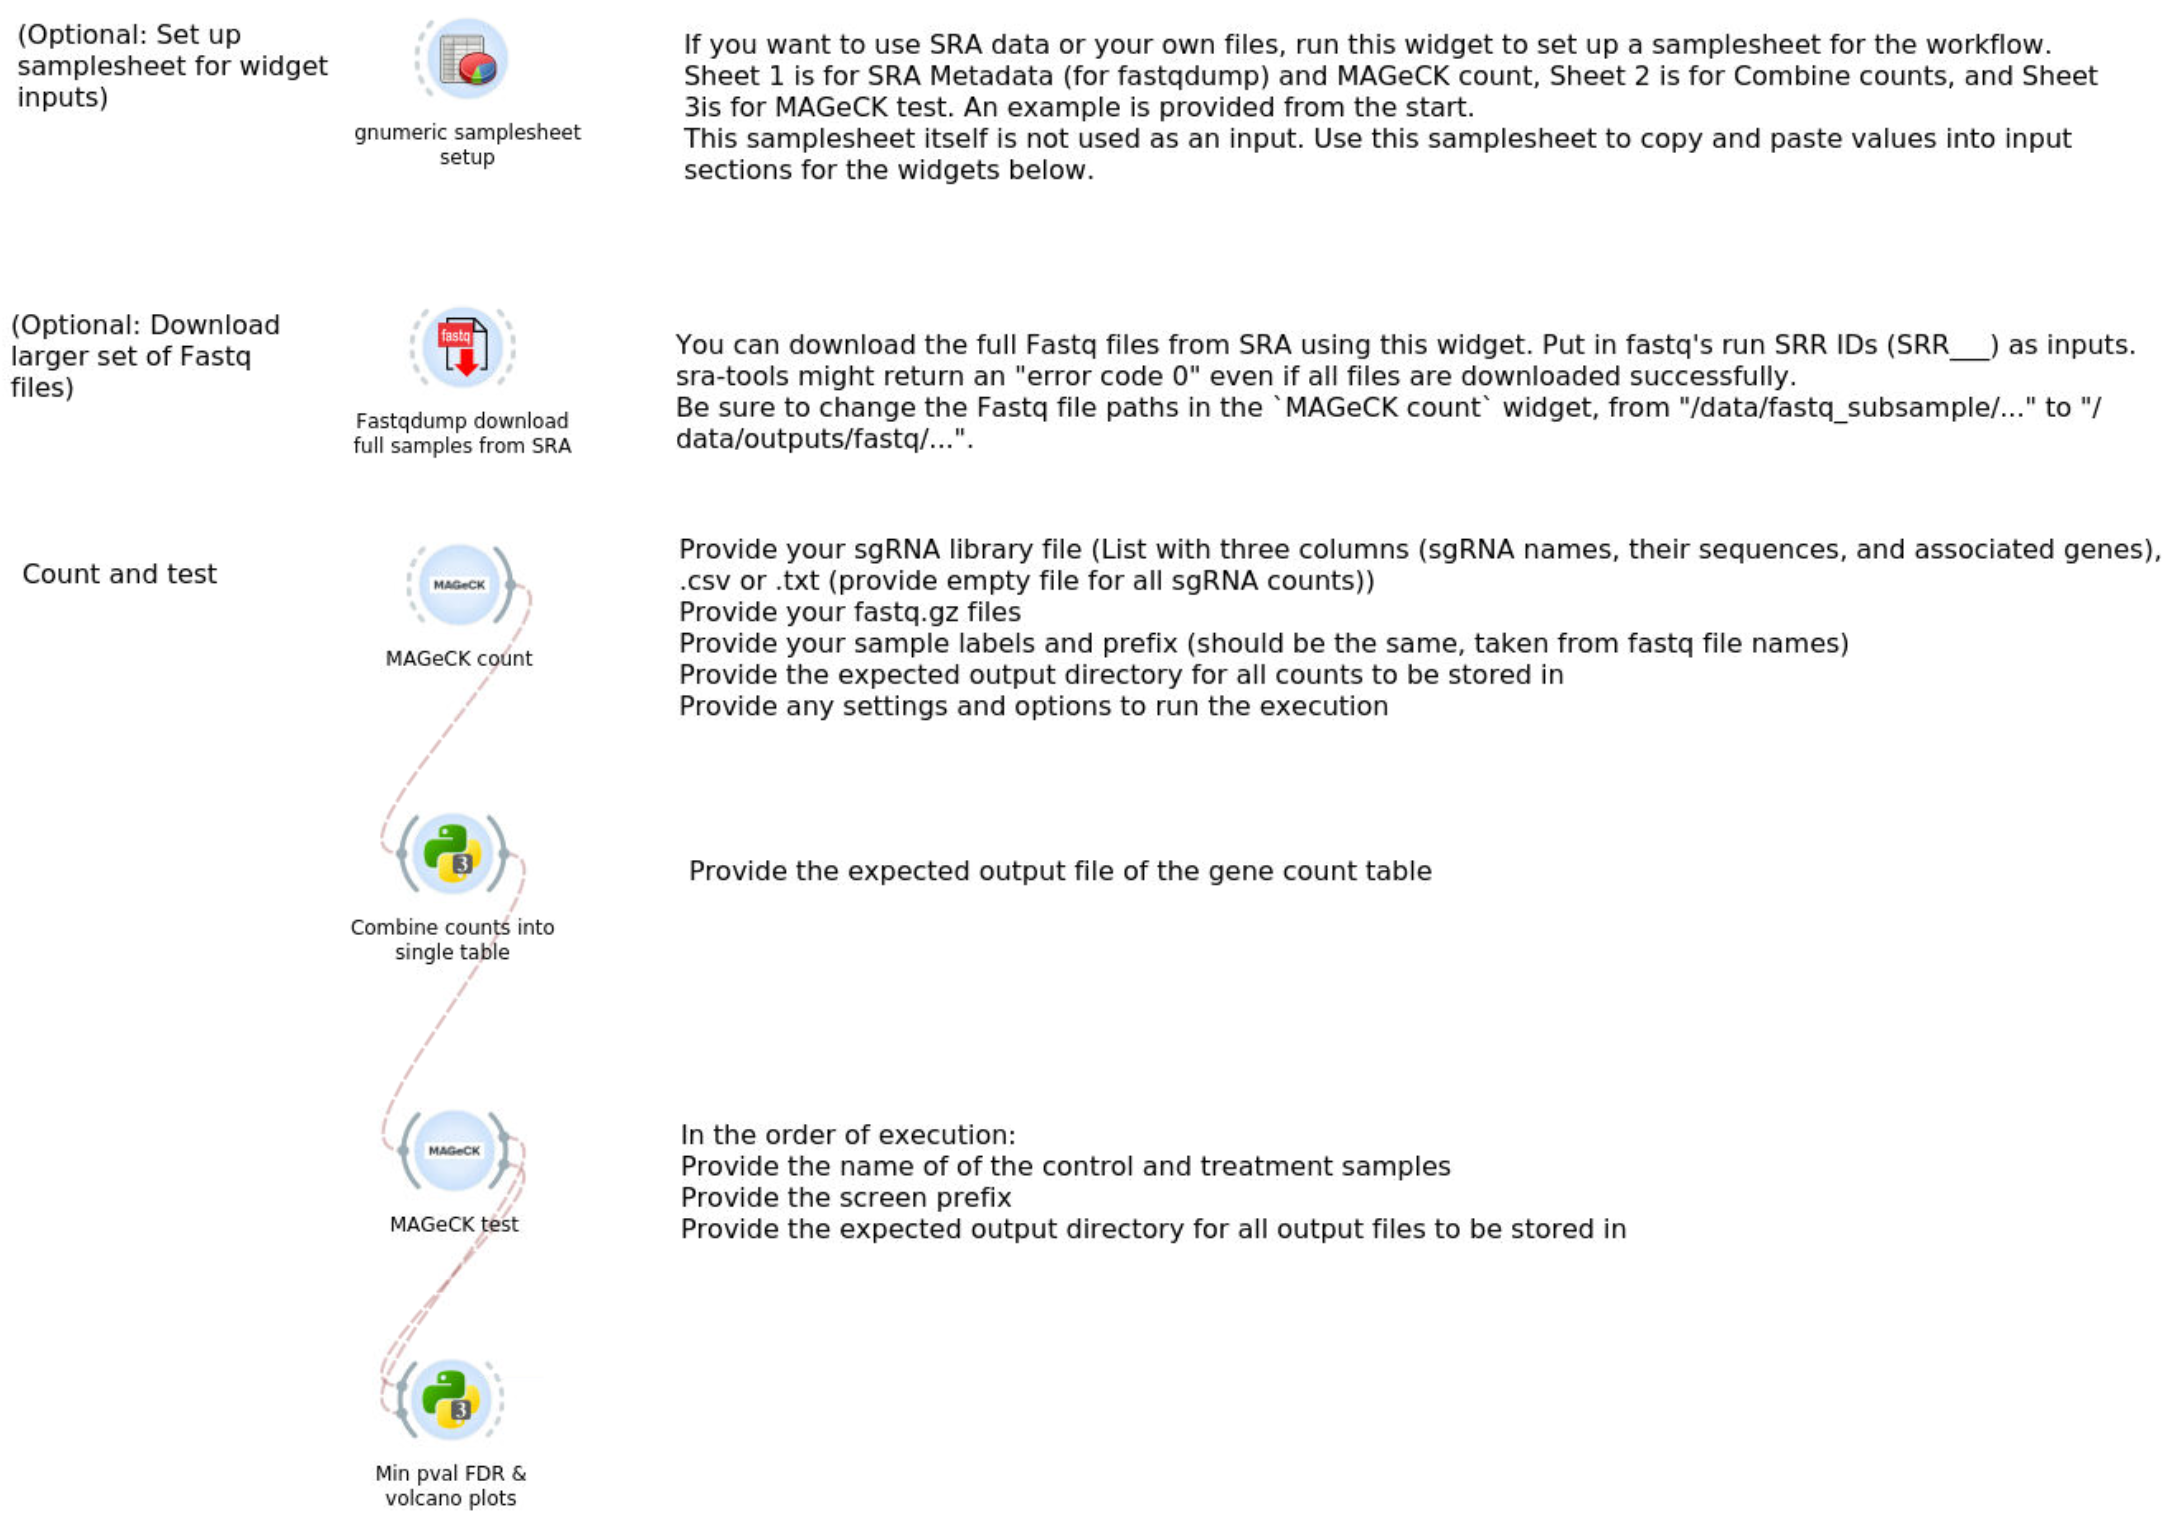 (Optional: Set up
samplesheet for widget
inputs)
gnumeric samplesheet
setup
If you want to use SRA data or your own files, run this widget to set up a samplesheet for the workflow.
Sheet 1 is for SRA Metadata (for fastqdump) and MAGeCK count, Sheet 2 is for Combine counts, and Sheet
3is for MAGeCK test. An example is provided from the start.
This samplesheet itself is not used as an input. Use this samplesheet to copy and paste values into input
sections for the widgets below.
(Optional: Download
larger set of Fastq
files)
fastq
Fastqdump download
full samples from SRA
You can download the full Fastq files from SRA using this widget. Put in fastq's run SRR IDs (SRR___) as inputs.
sra-tools might return an "error code 0" even if all files are downloaded successfully.
Be sure to change the Fastq file paths in the `MAGeCK count` widget, from "/data/fastq_subsample/..." to "/
data/outputs/fastq/...".
Count and test
MAGeCK
MAGeCK count
Provide your sgRNA library file (List with three columns (sgRNA names, their sequences, and associated genes),
.csv or .txt (provide empty file for all sgRNA counts))
Provide your fastq.gz files
Provide your sample labels and prefix (should be the same, taken from fastq file names)
Provide the expected output directory for all counts to be stored in
Provide any settings and options to run the execution
3
Combine counts into
single table
Provide the expected output file of the gene count table
MAGeCK
MAGeCK test
In the order of execution:
Provide the name of of the control and treatment samples
Provide the screen prefix
Provide the expected output directory for all output files to be stored in
3
Min pval FDR &
volcano plots